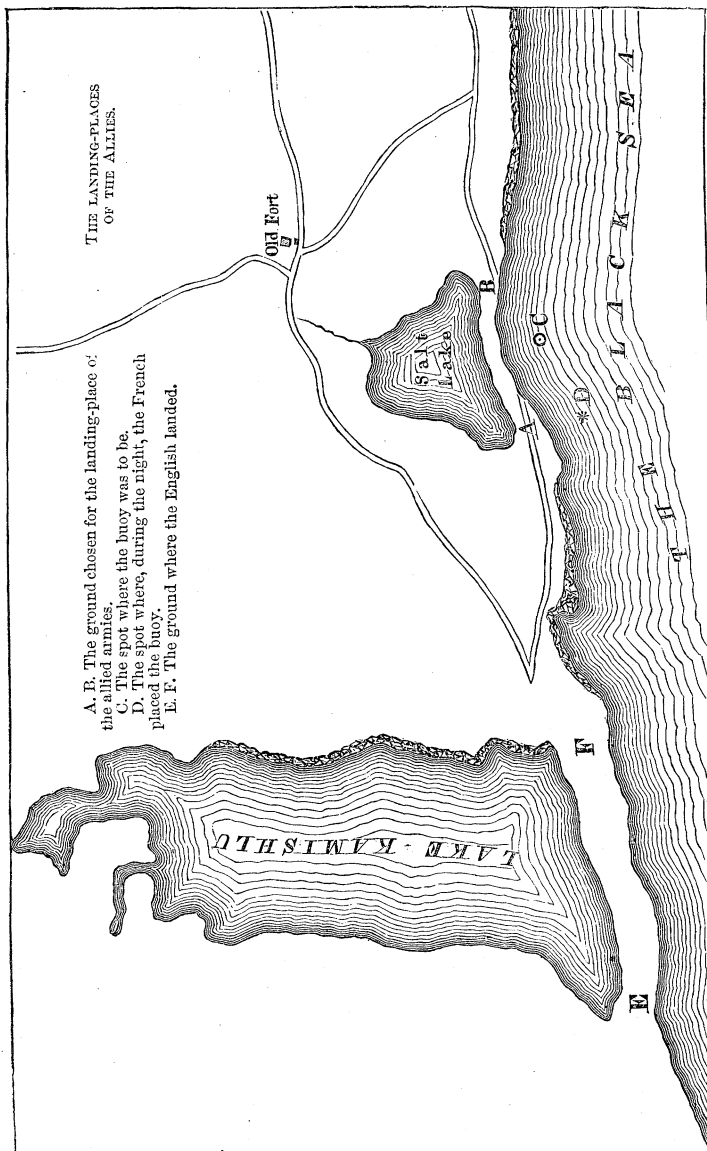 THE LANDING-PLACES
OF THE ALLIES.
A. B. The ground chosen for the landing-place of
the allied armies.
C. The spot where the buoy was to be.
D. The spot where, during the night, the French
placed the buoy.
E. F. The ground where the English landed.
Old Fort
Salt
Lake
B
A
C
D
THE BLACK SEA
LAKE KAMISHLU
F
E